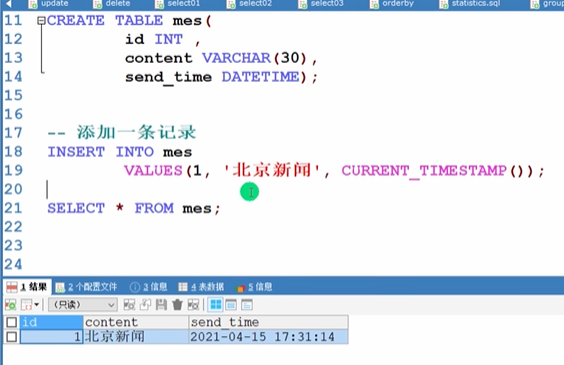 update delete select01 select02 select03 orderby statistics.sql group
11 CREATE TABLE mes(
12 id INT ,
13 content VARCHAR(30),
14 send_time DATETIME);
15
16
17 -- 添加一条记录
18 INSERT INTO mes
19 VALUES(1, '北京新闻', CURRENT_TIMESTAMP());
20
21 SELECT * FROM mes;
22
23
24
1 结果 2 个配置文件 3 信息 4 表数据 5 信息
(只读)
id content send_time
1 北京新闻 2021-04-15 17:31:14